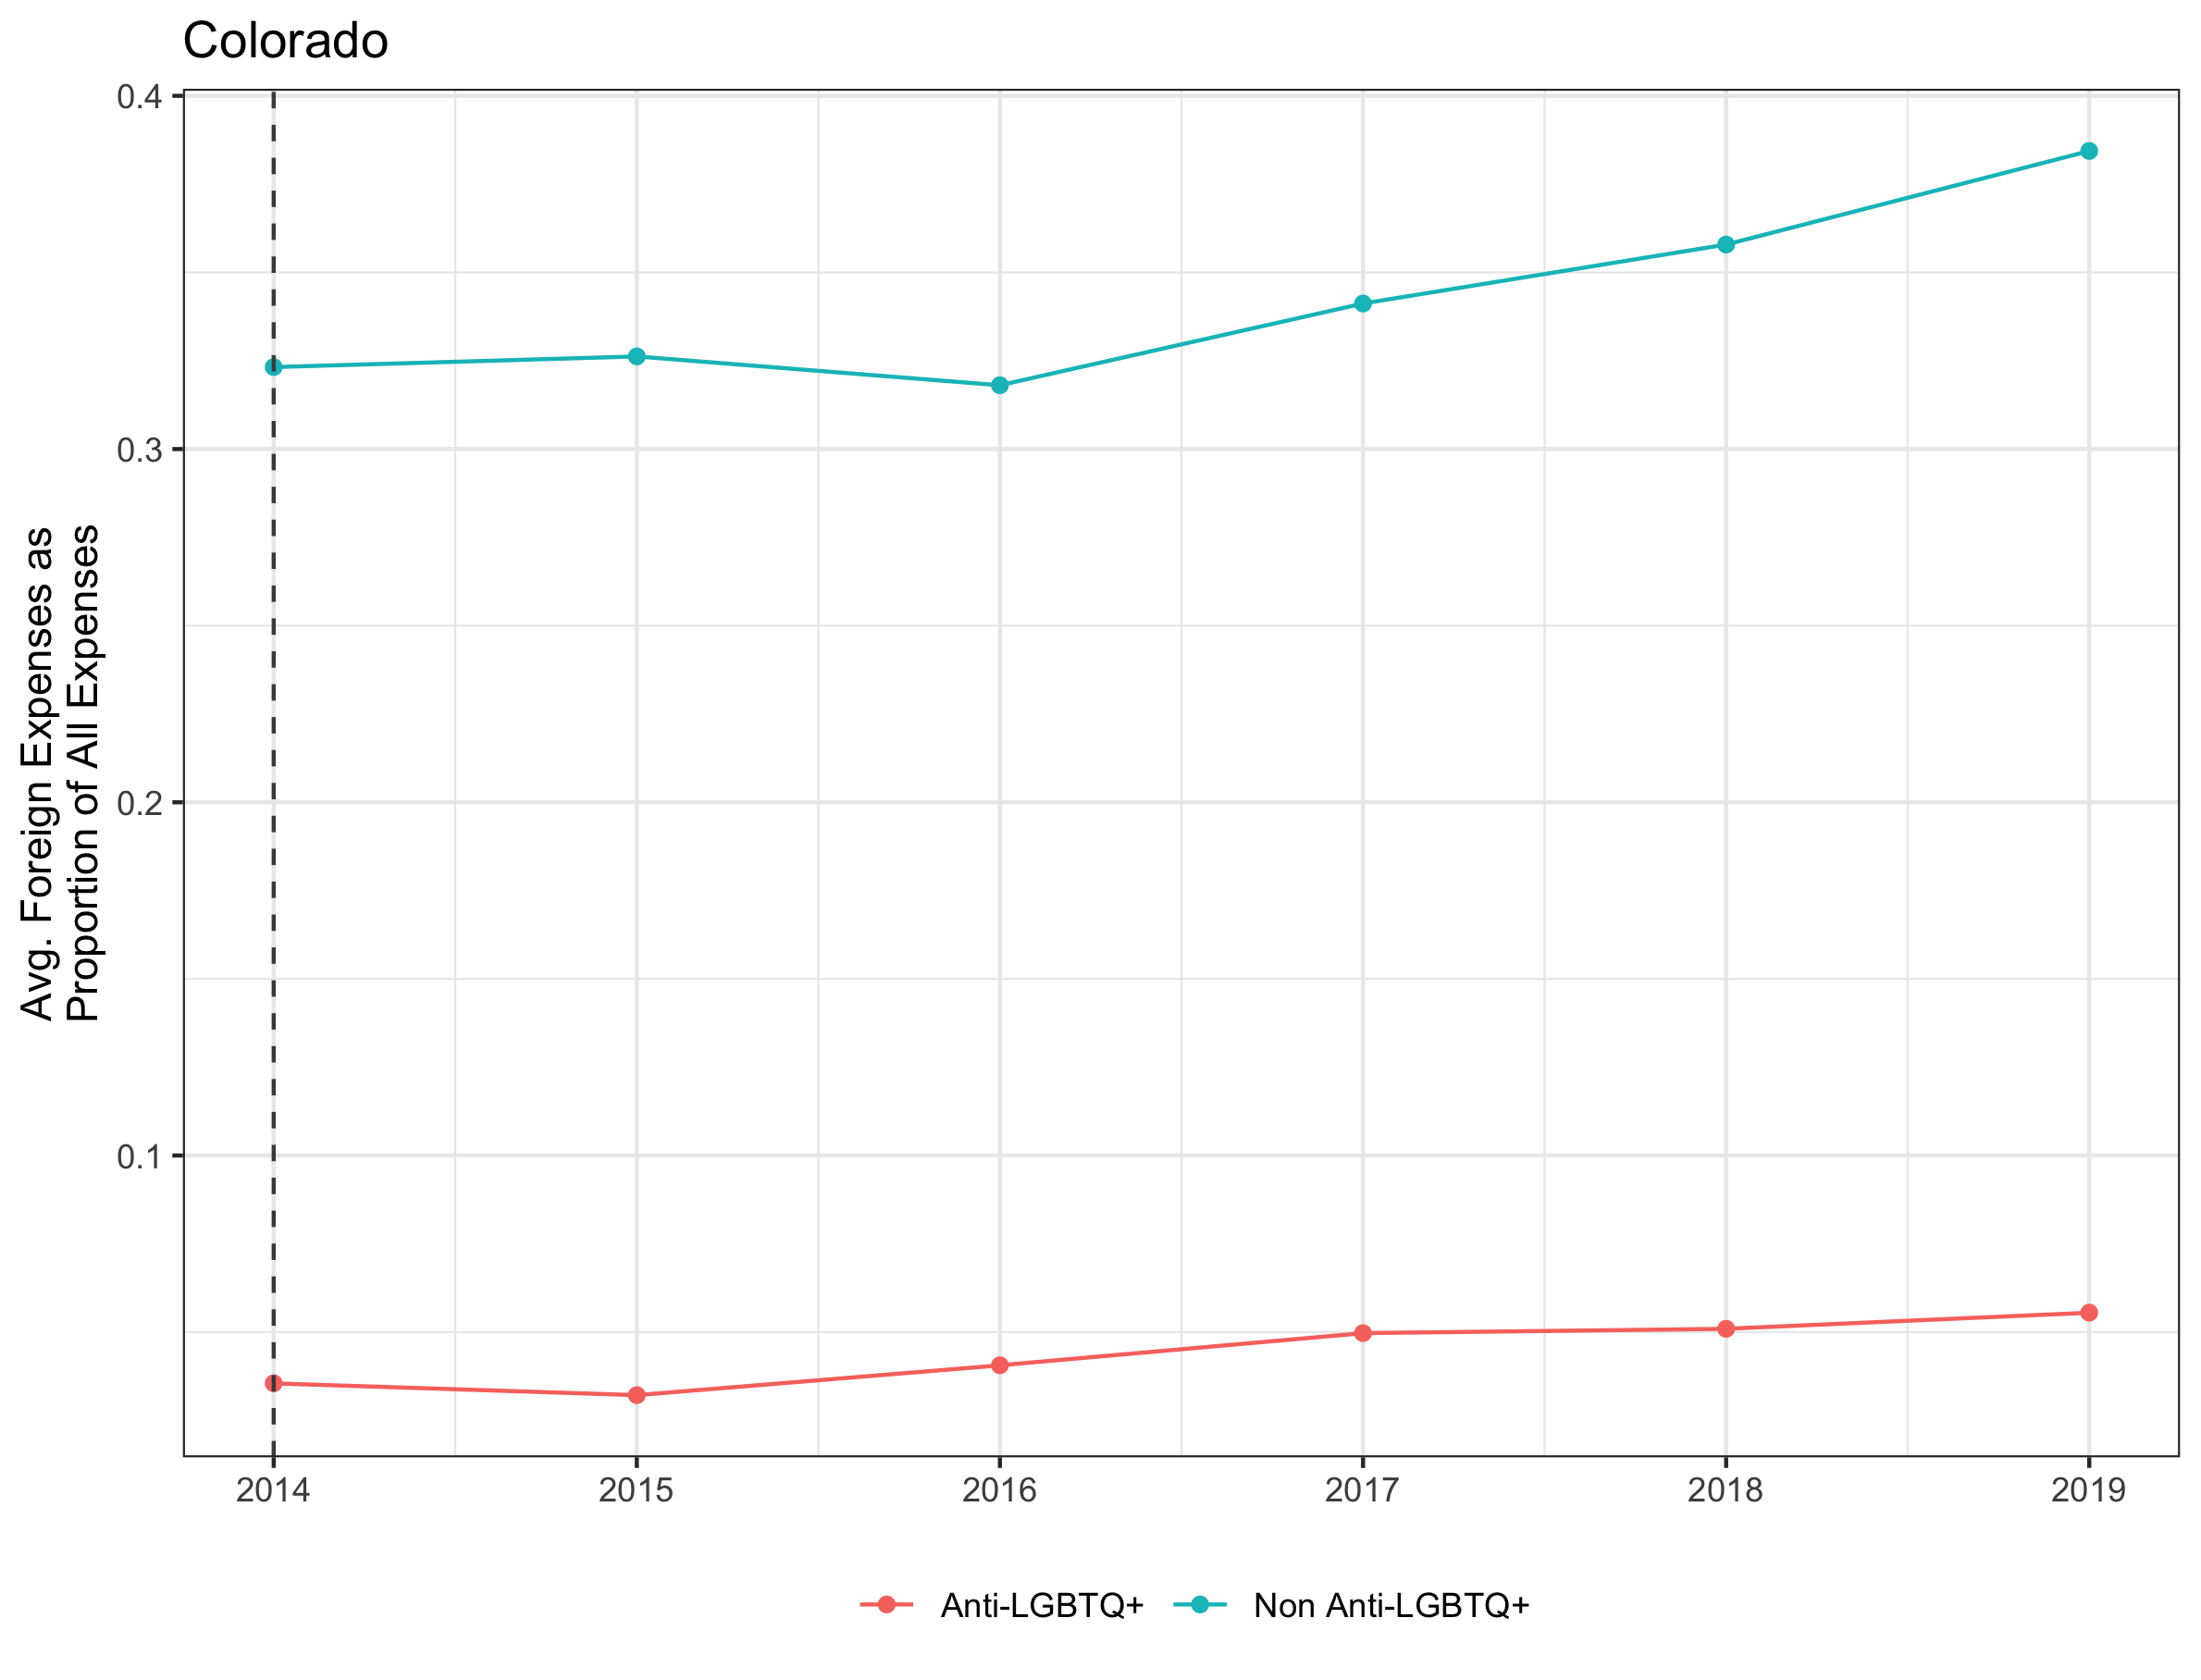 Colorado
Avg. Foreign Expenses as
Proportion of All Expenses
0.4
0.3
0.2
0.1
2014 2015 2016 2017 2018 2019
Anti-LGBTQ+ Non Anti-LGBTQ+